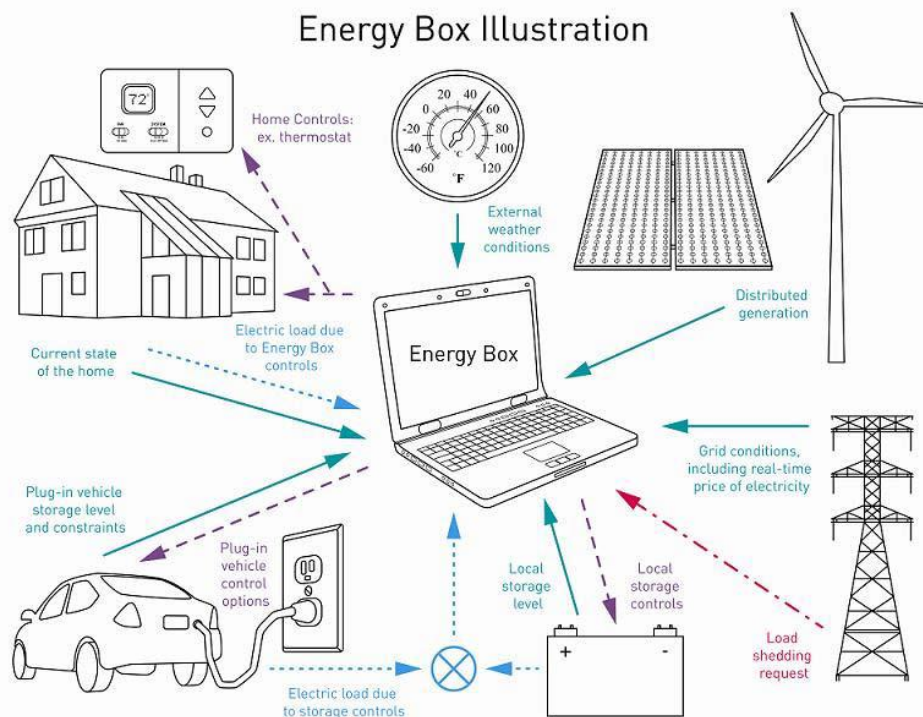 Energy Box Illustration
72°
Home Controls:
ex. thermostat
-60
-40
-20
0
20
40
60
80
100
120
°C
°F
External
weather
conditions
Distributed
generation
Electric load due
to Energy Box
controls
Current state
of the home
Energy Box
Grid conditions,
including real-time
price of electricity
Plug-in vehicle
storage level
and constraints
Plug-in
vehicle
control
options
Local
storage
level
Local
storage
controls
Load
shedding
request
+
-
Electric load due
to storage controls